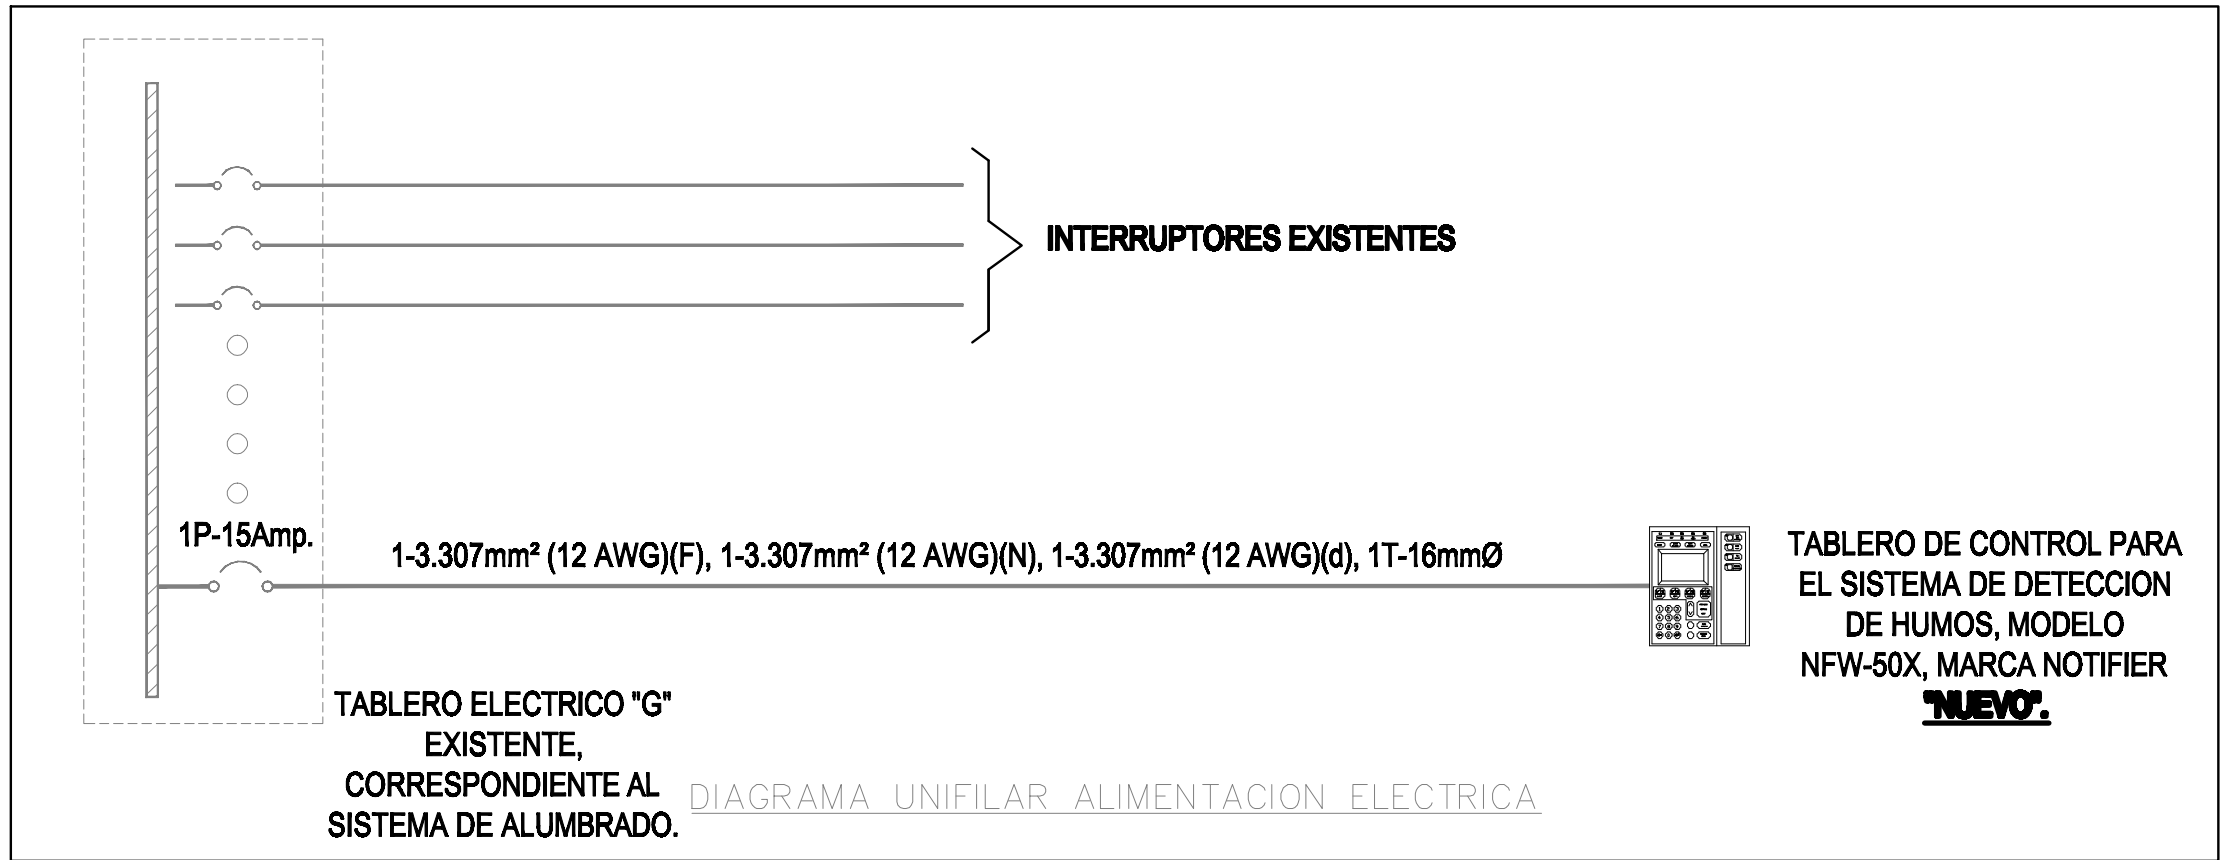 INTERRUPTORES EXISTENTES
1P-15Amp.
1-3.307mm² (12 AWG)(F), 1-3.307mm² (12 AWG)(N), 1-3.307mm² (12 AWG)(d), 1T-16mmØ
TABLERO DE CONTROL PARA
EL SISTEMA DE DETECCION
DE HUMOS, MODELO
NFW-50X, MARCA NOTIFIER
"NUEVO".
TABLERO ELECTRICO "G"
EXISTENTE,
CORRESPONDIENTE AL
SISTEMA DE ALUMBRADO.
DIAGRAMA UNIFILAR ALIMENTACION ELECTRICA